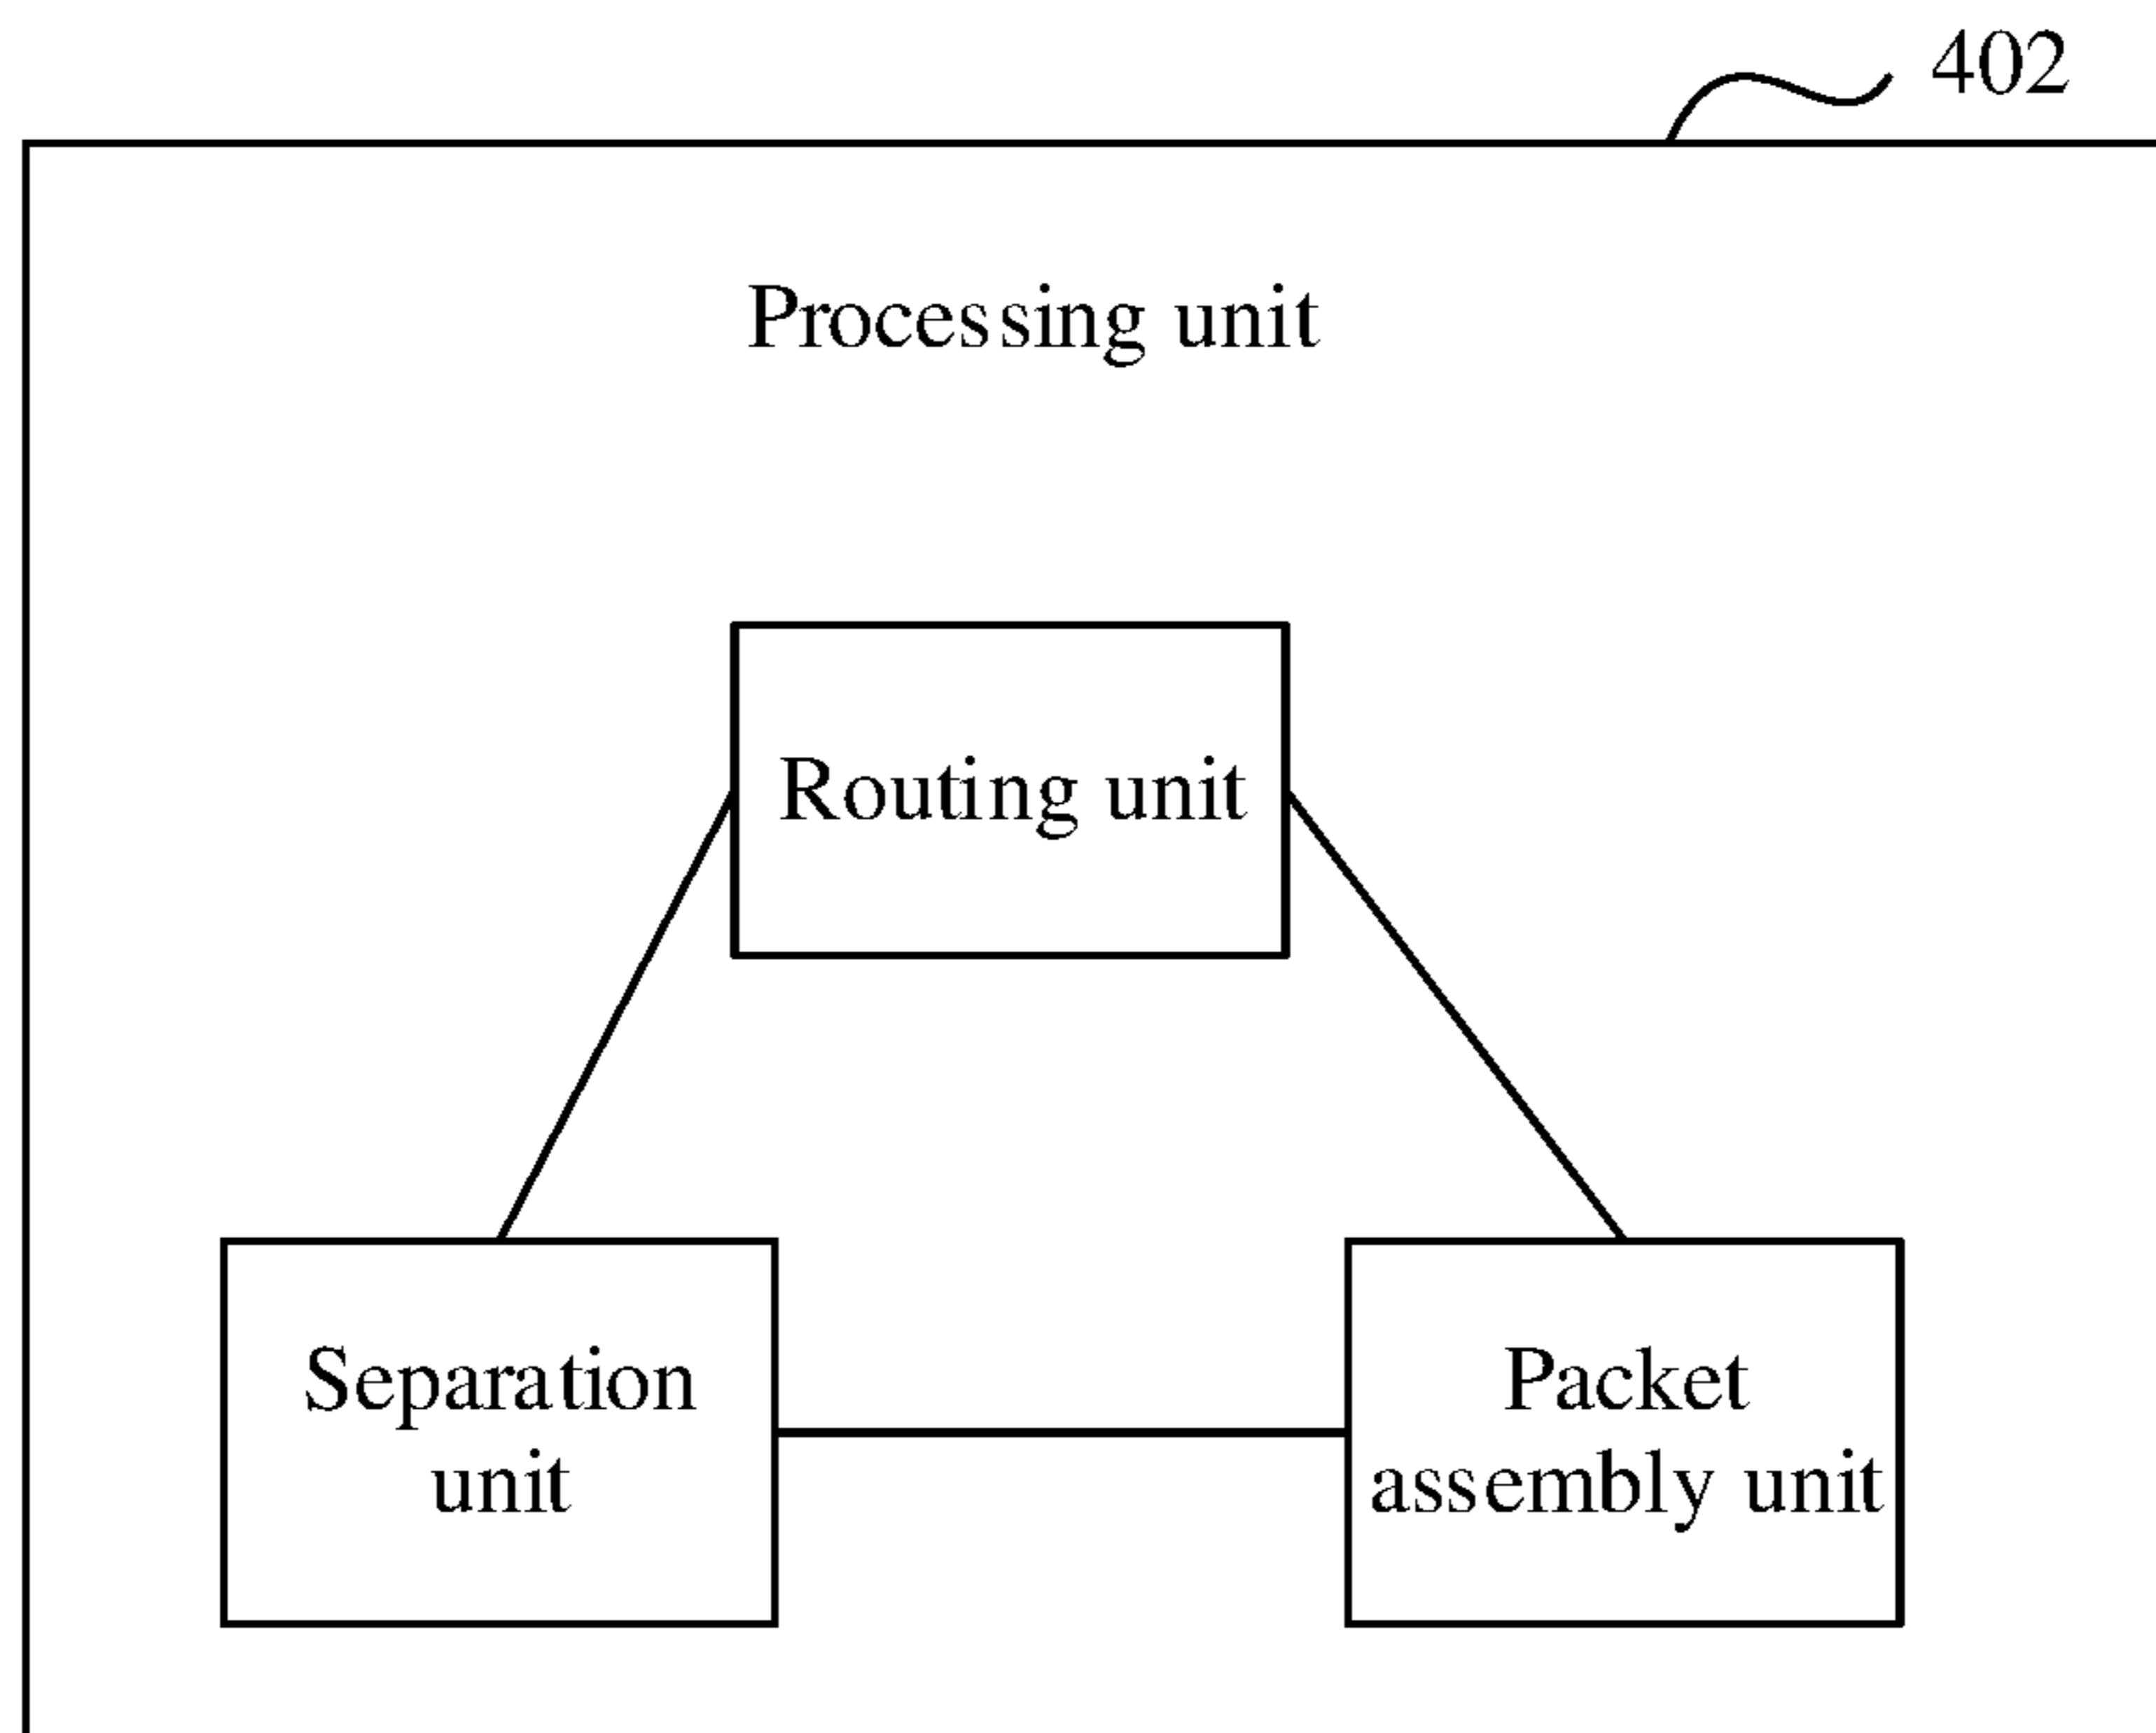 402
Processing unit
Routing unit
Separation
unit
Packet
assembly unit